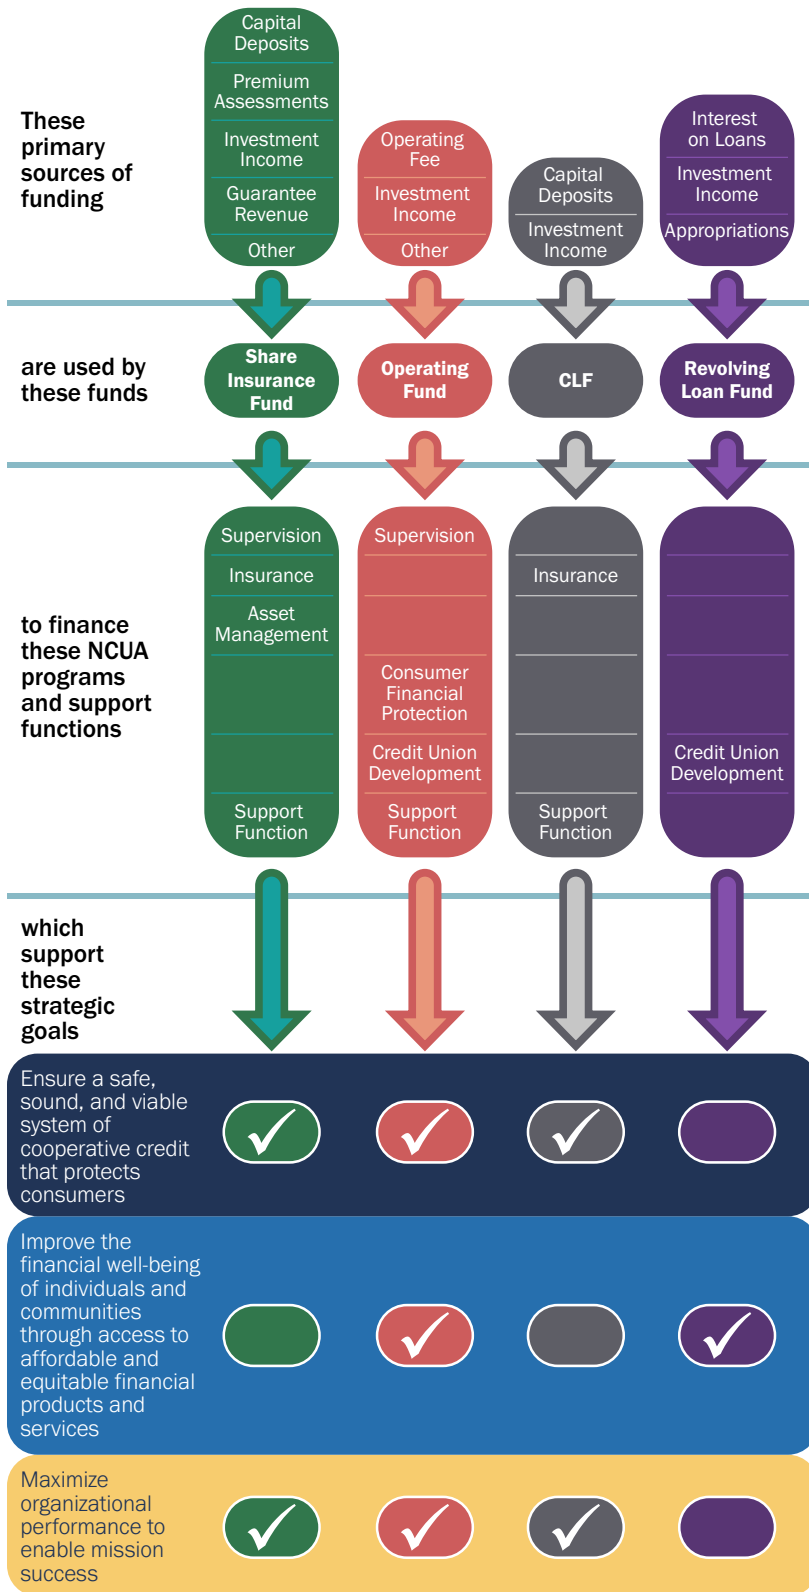 These
primary
sources of
funding
Capital
Deposits
Premium
Assessments
Investment
Income
Guarantee
Revenue
Other
Operating
Fee
Investment
Income
Other
Capital
Deposits
Investment
Income
Interest
on Loans
Investment
Income
Appropriations
are used by
these funds
Share
Insurance
Fund
Operating
Fund
CLF
Revolving
Loan Fund
to finance
these NCUA
programs
and support
functions
Supervision
Insurance
Asset
Management
Support
Function
Supervision
Consumer
Financial
Protection
Credit Union
Development
Support
Function
Insurance
Support
Function
Credit Union
Development
which
support
these
strategic
goals
Ensure a safe,
sound, and viable
system of
cooperative credit
that protects
consumers
Improve the
financial well-being
of individuals and
communities
through access to
affordable and
equitable financial
products and
services
Maximize
organizational
performance to
enable mission
success